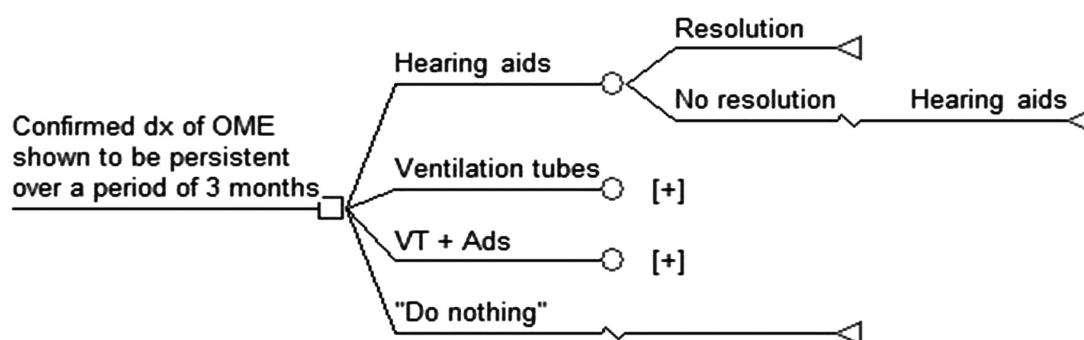 Resolution
Hearing aids
No resolution
Hearing aids
Confirmed dx of OME
shown to be persistent
over a period of 3 months
Ventilation tubes
[+]
VT + Ads
[+]
"Do nothing"